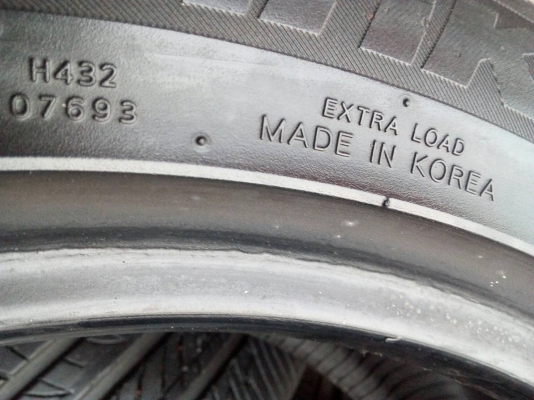 H432
07693
EXTRA LOAD
MADE IN KOREA